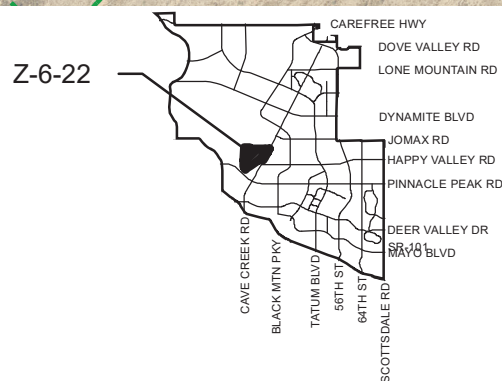 CAREFREE HWY
DOVE VALLEY RD
Z-6-22
LONE MOUNTAIN RD
DYNAMITE BLVD
JOMAX RD
HAPPY VALLEY RD
PINNACLE PEAK RD
DEER VALLEY DR
SR-101
MAYO BLVD
CAVE CREEK RD
BLACK MTN PKY
TATUM BLVD
56TH ST
64TH ST
SCOTTSDALE RD